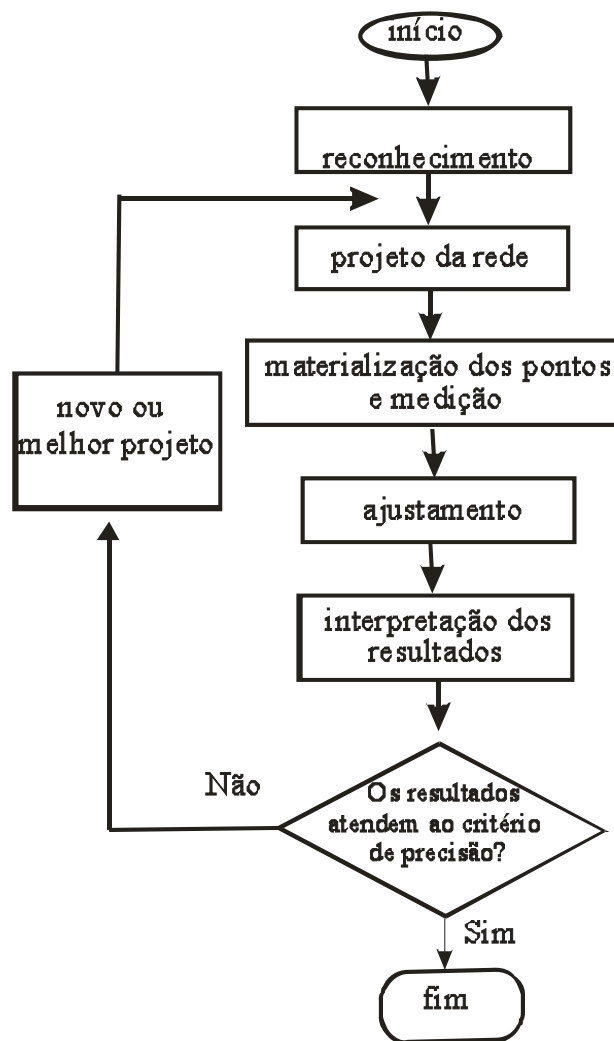 início
reconhecimento
projeto da rede
materialização dos pontos
e medição
novo ou
melhor projeto
ajustamento
interpretação dos
resultados
Não
Os resultados
atendem ao critério
de precisão?
Sim
fim